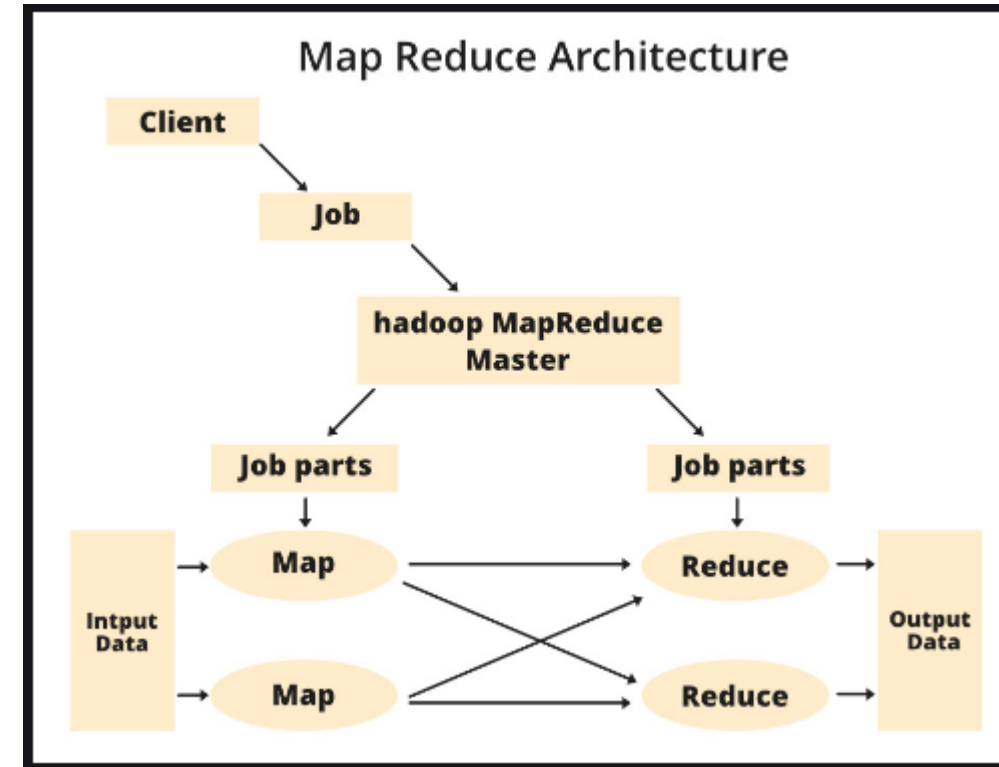 Map Reduce Architecture
Client
Job
hadoop MapReduce
Master
Job parts
Job parts
Map
Reduce
Intput
Data
Output
Data
Map
Reduce